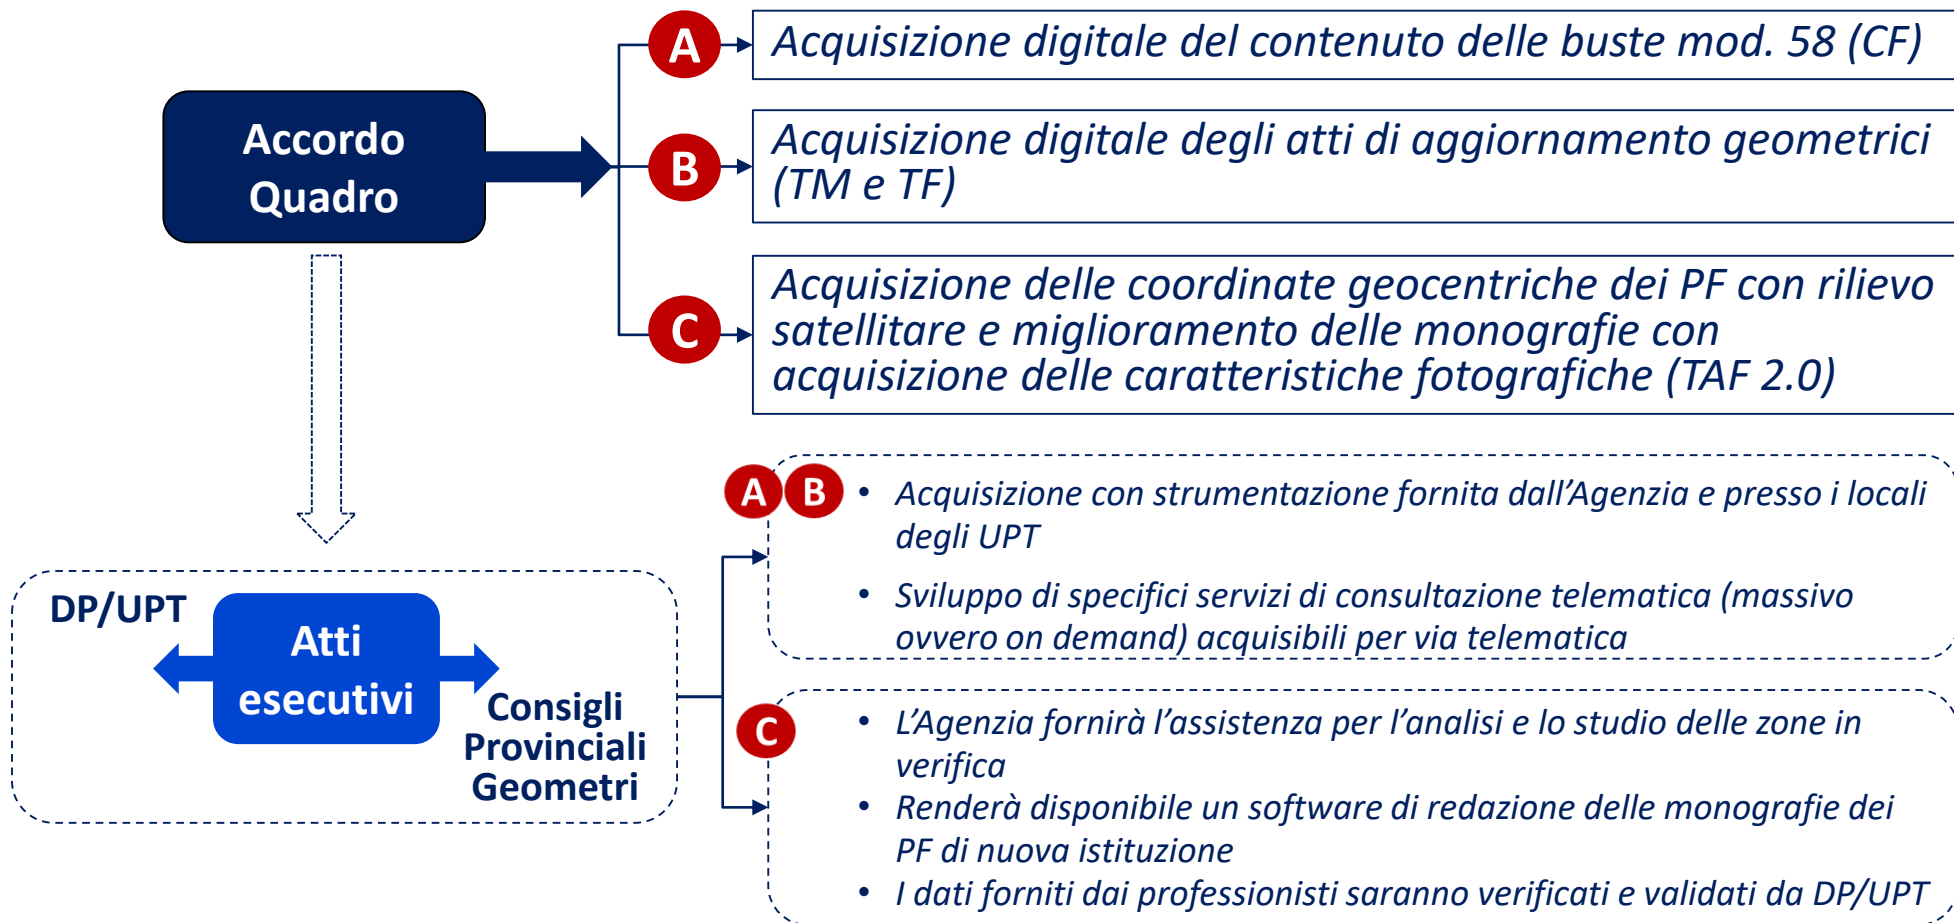 A
Acquisizione digitale del contenuto delle buste mod. 58 (CF)
Accordo
Quadro
B
Acquisizione digitale degli atti di aggiornamento geometrici
(TM e TF)
C
Acquisizione delle coordinate geocentriche dei PF con rilievo
satellitare e miglioramento delle monografie con
acquisizione delle caratteristiche fotografiche (TAF 2.0)
A B
• Acquisizione con strumentazione fornita dall’Agenzia e presso i locali
degli UPT
• Sviluppo di specifici servizi di consultazione telematica (massivo
ovvero on demand) acquisibili per via telematica
DP/UPT
Atti
esecutivi
Consigli
Provinciali
Geometri
C
• L’Agenzia fornirà l’assistenza per l’analisi e lo studio delle zone in
verifica
• Renderà disponibile un software di redazione delle monografie dei
PF di nuova istituzione
• I dati forniti dai professionisti saranno verificati e validati da DP/UPT